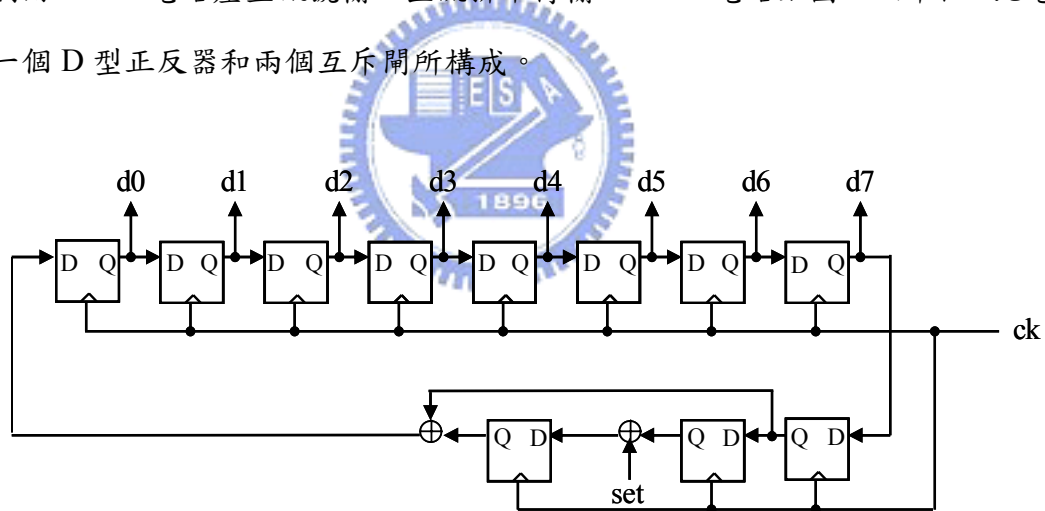 一個 D 型正反器和兩個互斥閘所構成。
E S A
1896
d0 d1 d2 d3 d4 d5 d6 d7
D Q D Q D Q D Q D Q D Q D Q D Q
ck
Q D Q D Q D
set